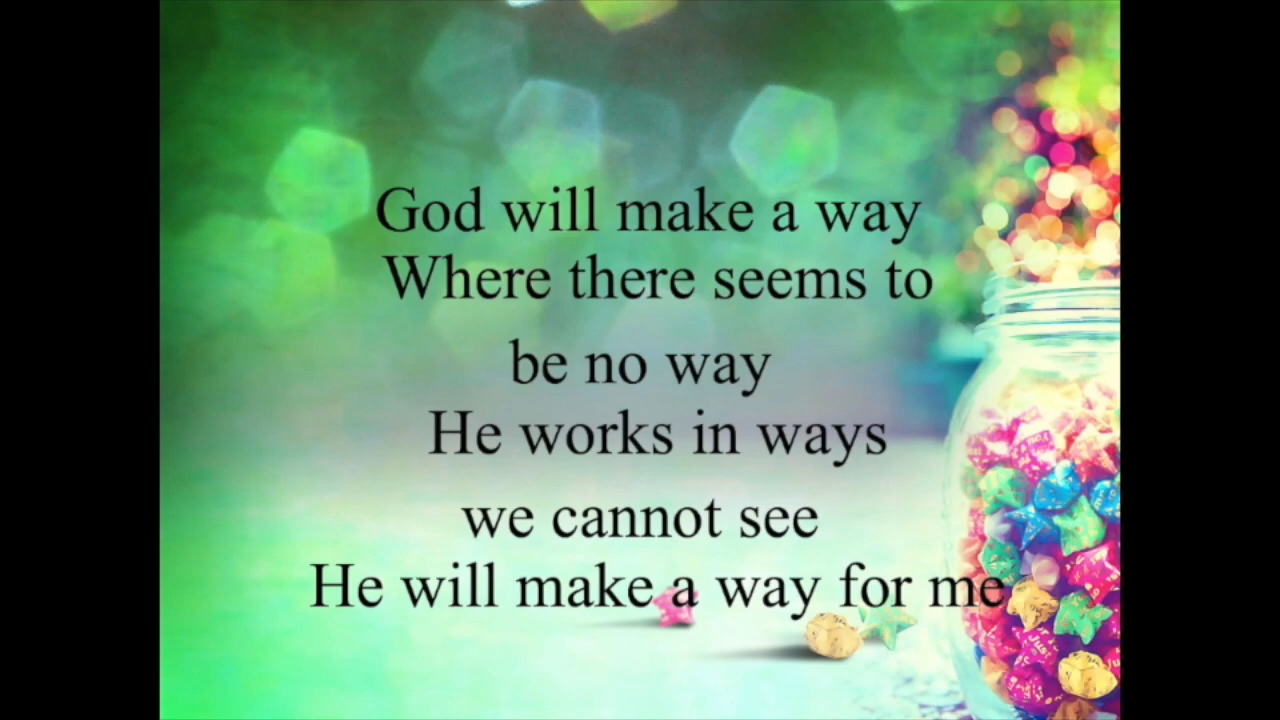 God will make a way
Where there seems to
be no way
He works in ways
we cannot see
He will make a way for me